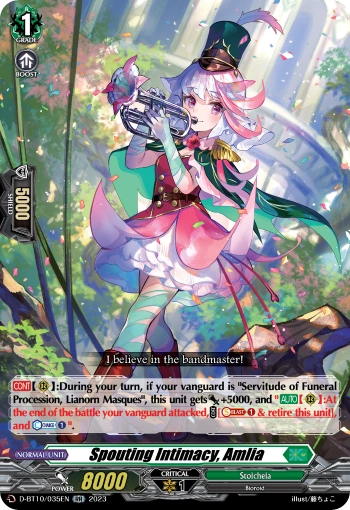 1
GRADE
BOOST
5000
SHIELD
I believe in the bandmaster!
CONT【 】:During your turn, if your vanguard is "Servitude of Funeral
Procession, Lianorn Masques", this unit gets +5000, and "AUTO【 】:At
the end of the battle your vanguard attacked, [BLAST 1 & retire this unit],
and CHARGE 1".
NORMAL UNIT
Spouting Intimacy, Amlia
POWER 8000
CRITICAL
1
Stoicheia
Bioroid
D-BT10/035EN RR 2023
illust/藤ちょこ